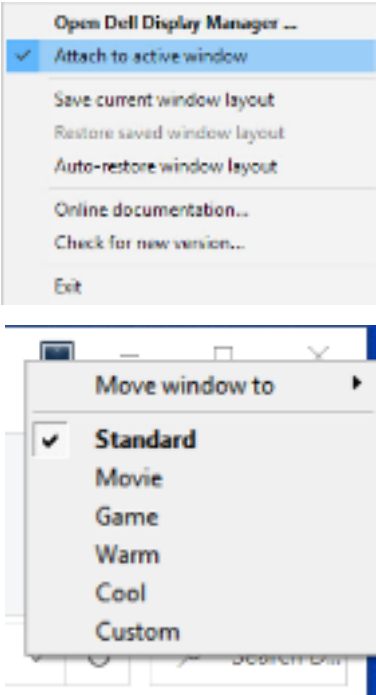 Open Dell Display Manager ...
Attach to active window
Save current window layout
Restore saved window layout
Auto-restore window layout
Online documentation...
Check for new version...
Exit
Move window to
Standard
Movie
Game
Warm
Cool
Custom